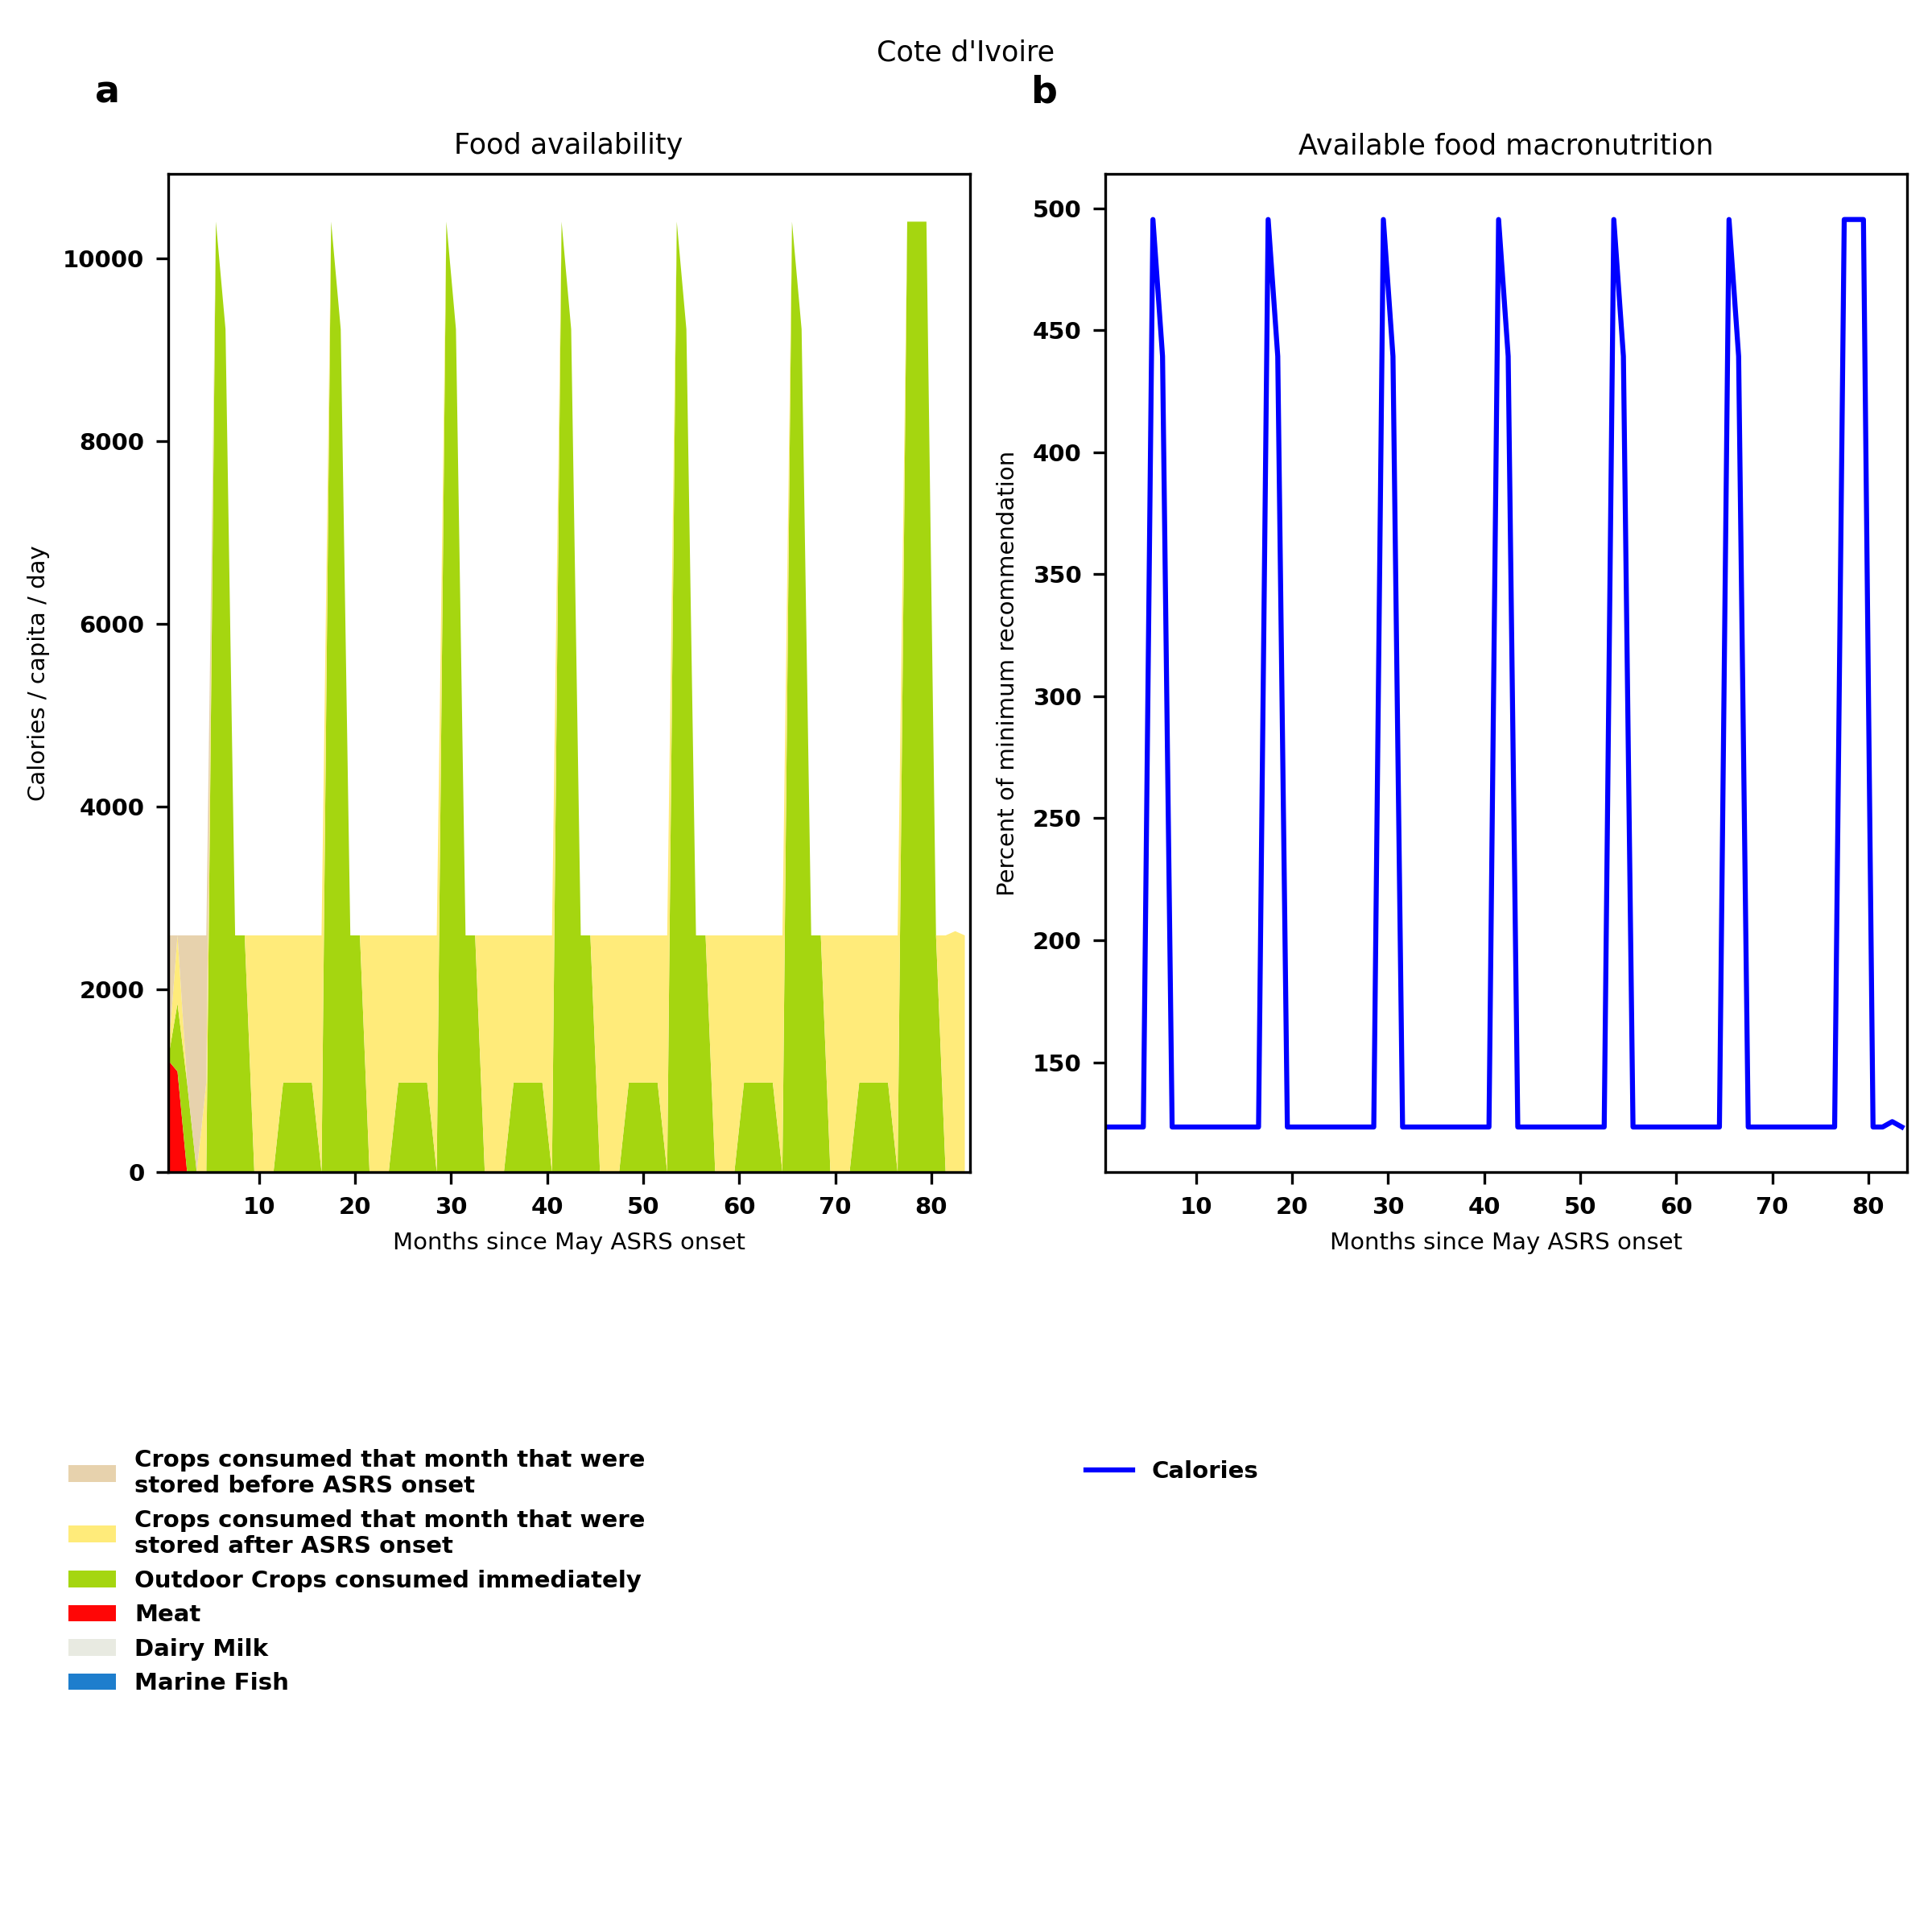 Cote d'Ivoire
a
Food availability
Calories / capita / day
10000
8000
6000
4000
2000
0
10 20 30 40 50 60 70 80
Months since May ASRS onset
b
Available food macronutrition
Percent of minimum recommendation
500
450
400
350
300
250
200
150
10 20 30 40 50 60 70 80
Months since May ASRS onset
Crops consumed that month that were
stored before ASRS onset
Crops consumed that month that were
stored after ASRS onset
Outdoor Crops consumed immediately
Meat
Dairy Milk
Marine Fish
Calories